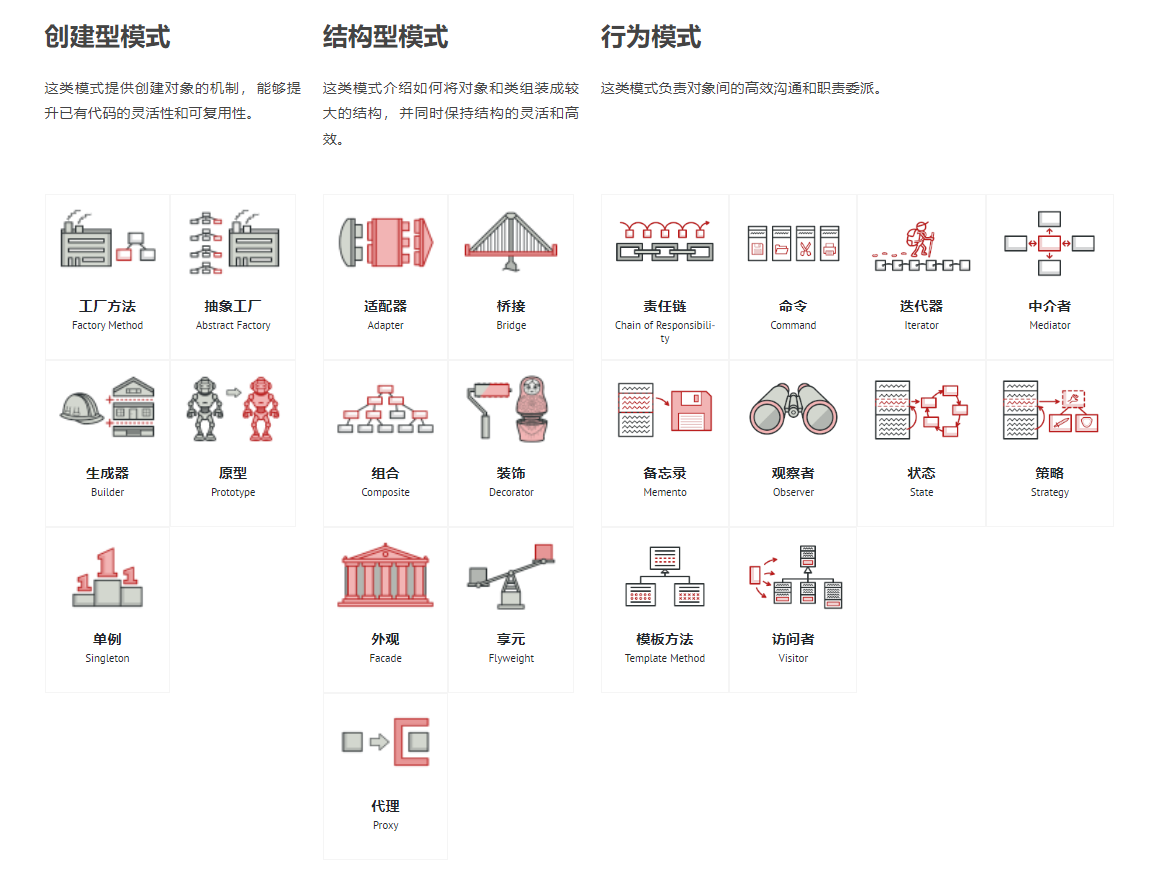 创建型模式
这类模式提供创建对象的机制，能够提
升已有代码的灵活性和可复用性。
工厂方法
Factory Method
抽象工厂
Abstract Factory
生成器
Builder
原型
Prototype
1
1
1
单例
Singleton
结构型模式
这类模式介绍如何将对象和类组装成较
大的结构，并同时保持结构的灵活和高
效。
适配器
Adapter
桥接
Bridge
组合
Composite
装饰
Decorator
外观
Facade
享元
Flyweight
代理
Proxy
行为模式
这类模式负责对象间的高效沟通和职责委派。
责任链
Chain of Responsibili-
ty
命令
Command
迭代器
Iterator
中介者
Mediator
备忘录
Memento
观察者
Observer
状态
State
策略
Strategy
模板方法
Template Method
访问者
Visitor